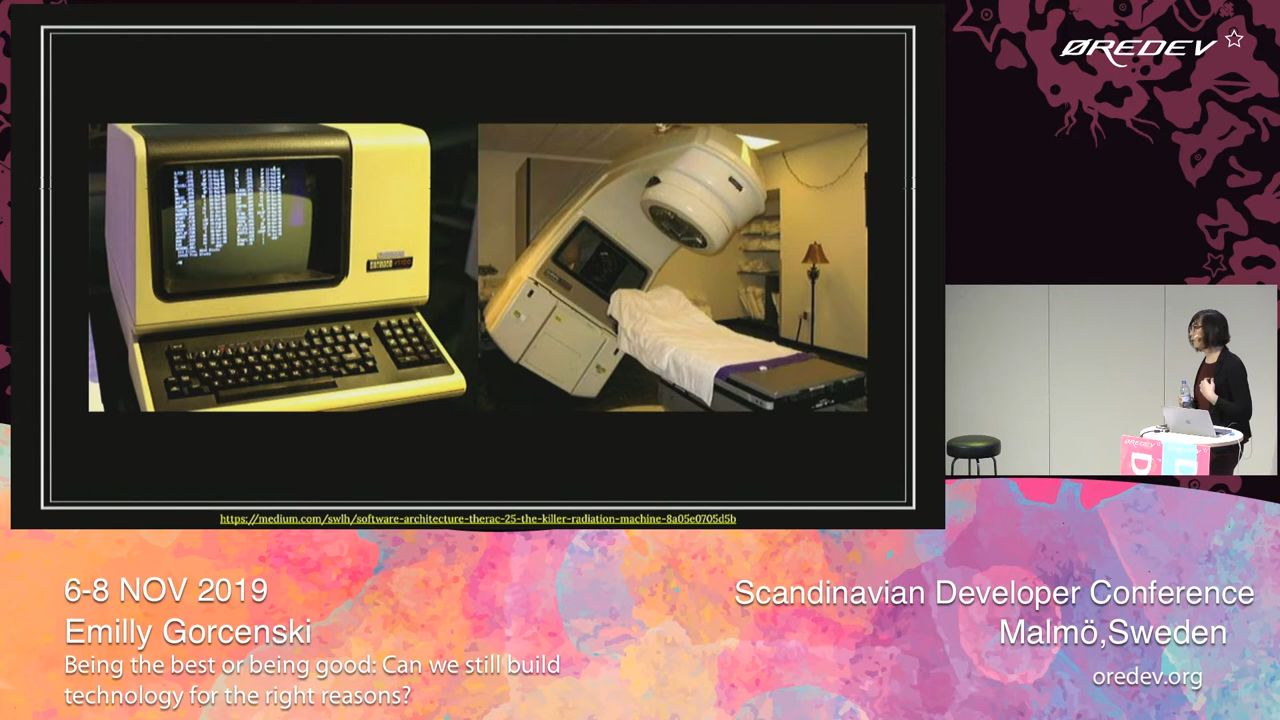 ØREDEV
https://medium.com/swlh/software-architecture-therac-25-the-killer-radiation-machine-8a05e0705d5b
6-8 NOV 2019
Emilly Gorcenski
Being the best or being good: Can we still build
technology for the right reasons?
Scandinavian Developer Conference
Malmö,Sweden
oredev.org
ØREDEV
D
D